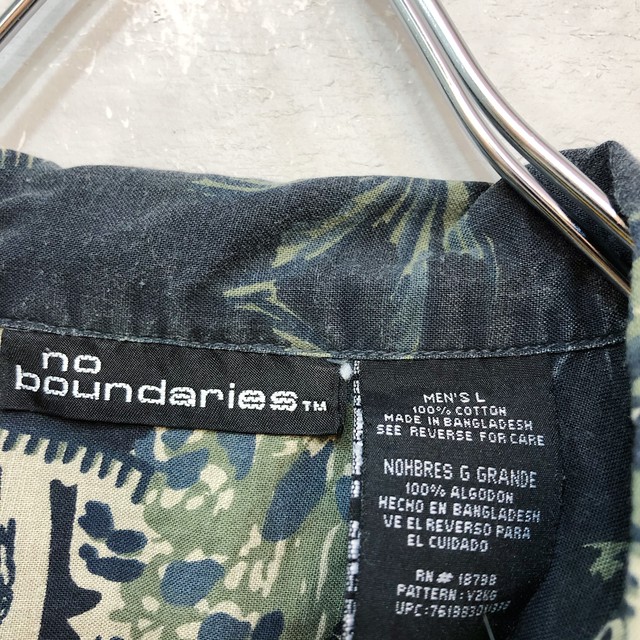 no
boundaries™
MEN'S L
100% COTTON
MADE IN BANGLADESH
SEE REVERSE FOR CARE
NOHBRES G GRANDE
100% ALGODON
HECHO EN BANGLADESH
VE EL REVERSO PARA
EL CUIDADO
RN# 18798
PATTERN: V2KG
UPC: